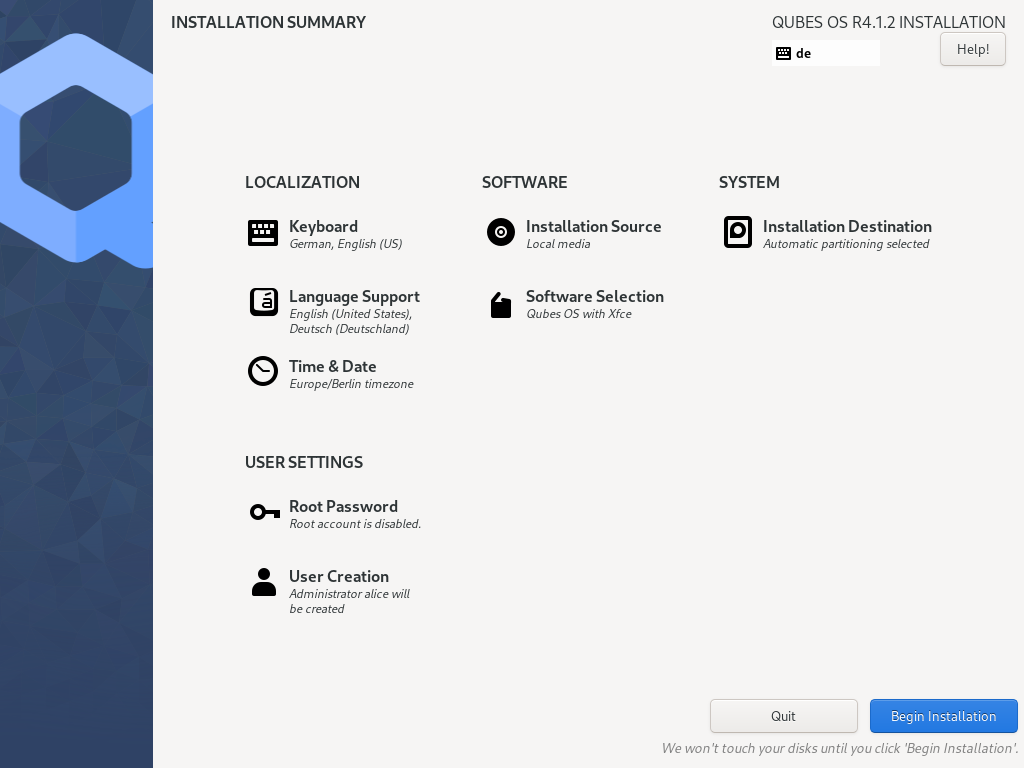 INSTALLATION SUMMARY
QUBES OS R4.1.2 INSTALLATION
de
Help!
LOCALIZATION
Keyboard
German, English (US)
Language Support
English (United States),
Deutsch (Deutschland)
Time & Date
Europe/Berlin timezone
SOFTWARE
Installation Source
Local media
Software Selection
Qubes OS with Xfce
SYSTEM
Installation Destination
Automatic partitioning selected
USER SETTINGS
Root Password
Root account is disabled.
User Creation
Administrator alice will
be created
Quit
Begin Installation
We won't touch your disks until you click 'Begin Installation'.